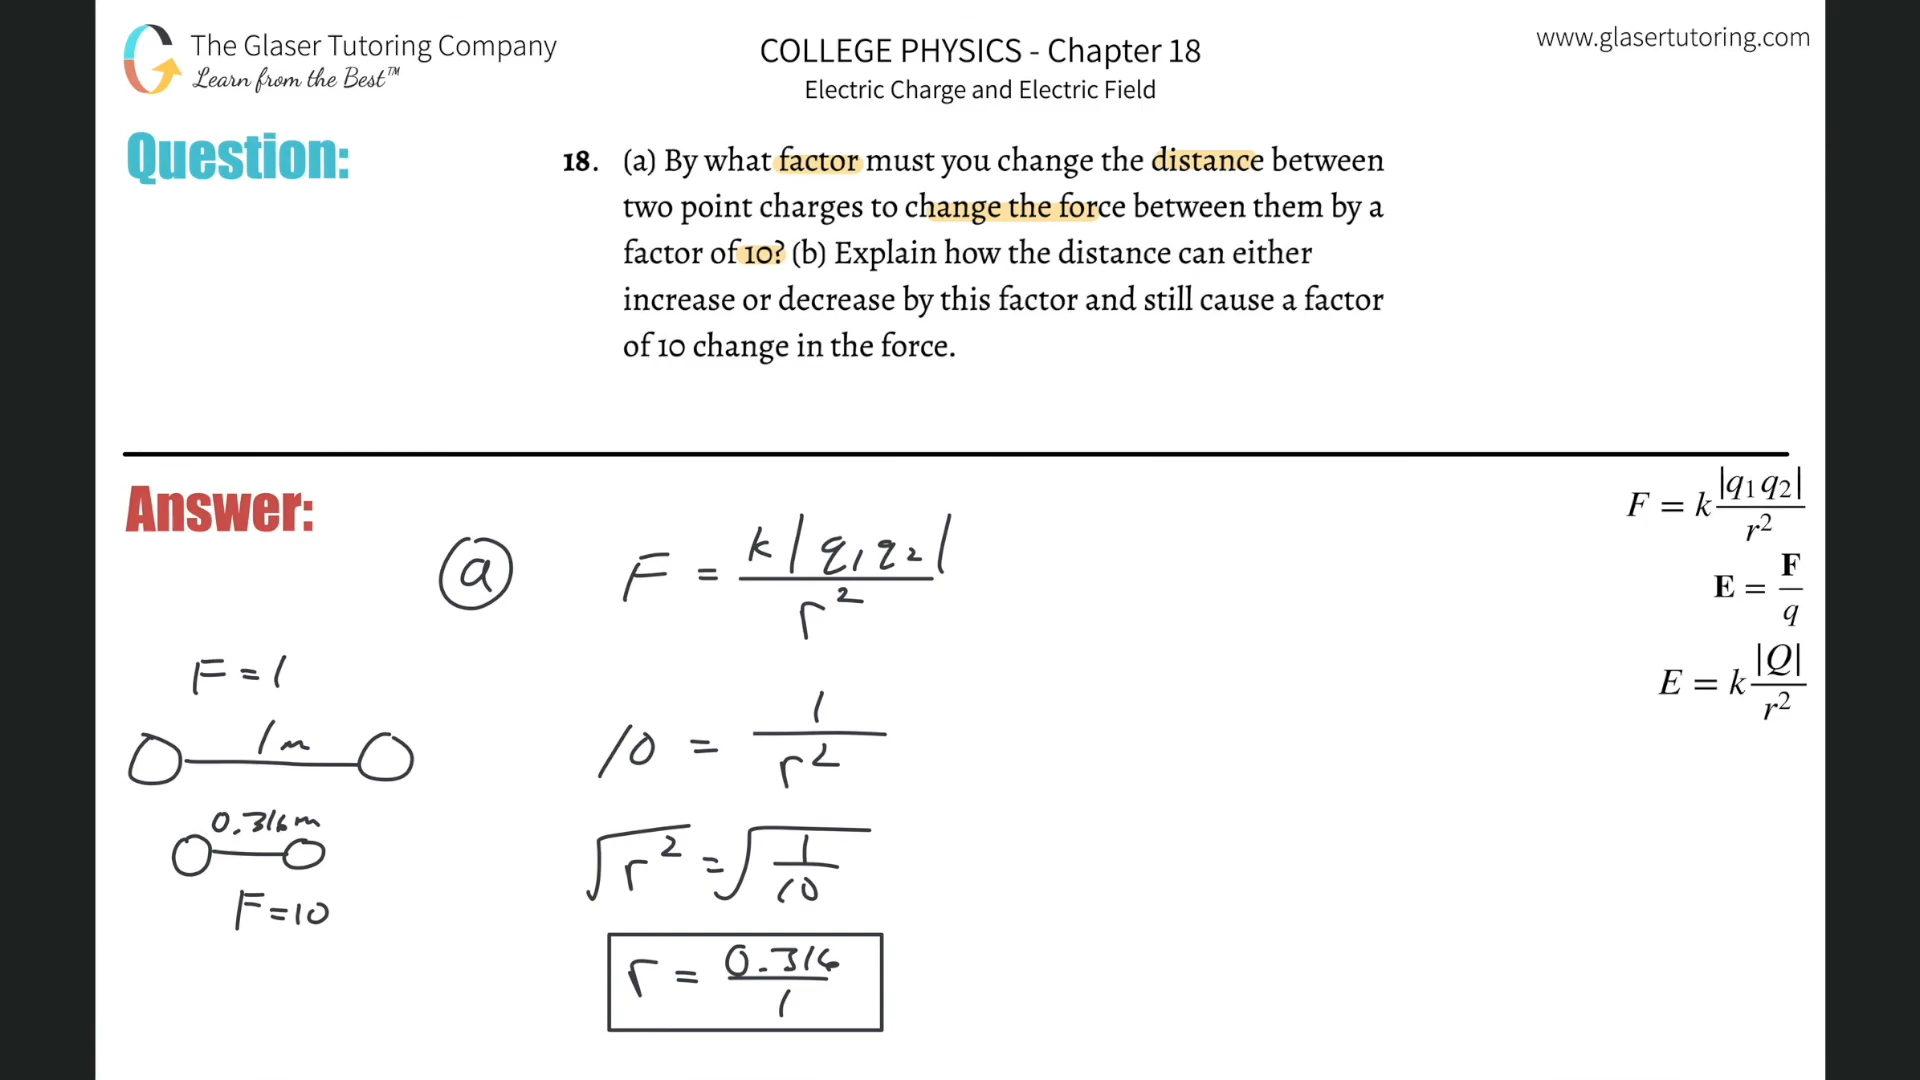 The Glaser Tutoring Company
Learn from the Best™
COLLEGE PHYSICS - Chapter 18
Electric Charge and Electric Field
www.glasertutoring.com
Question:
18. (a) By what factor must you change the distance between
two point charges to change the force between them by a
factor of 10? (b) Explain how the distance can either
increase or decrease by this factor and still cause a factor
of 10 change in the force.
Answer:
F = k |q₁q₂| / r²
E = F / q
E = k |Q| / r²
a
F = k |q₁q₂| / r²
10 = 1 / r²
√r² = √1/10
r = 0.316 / 1
F = 1
1m
0.316m
F = 10